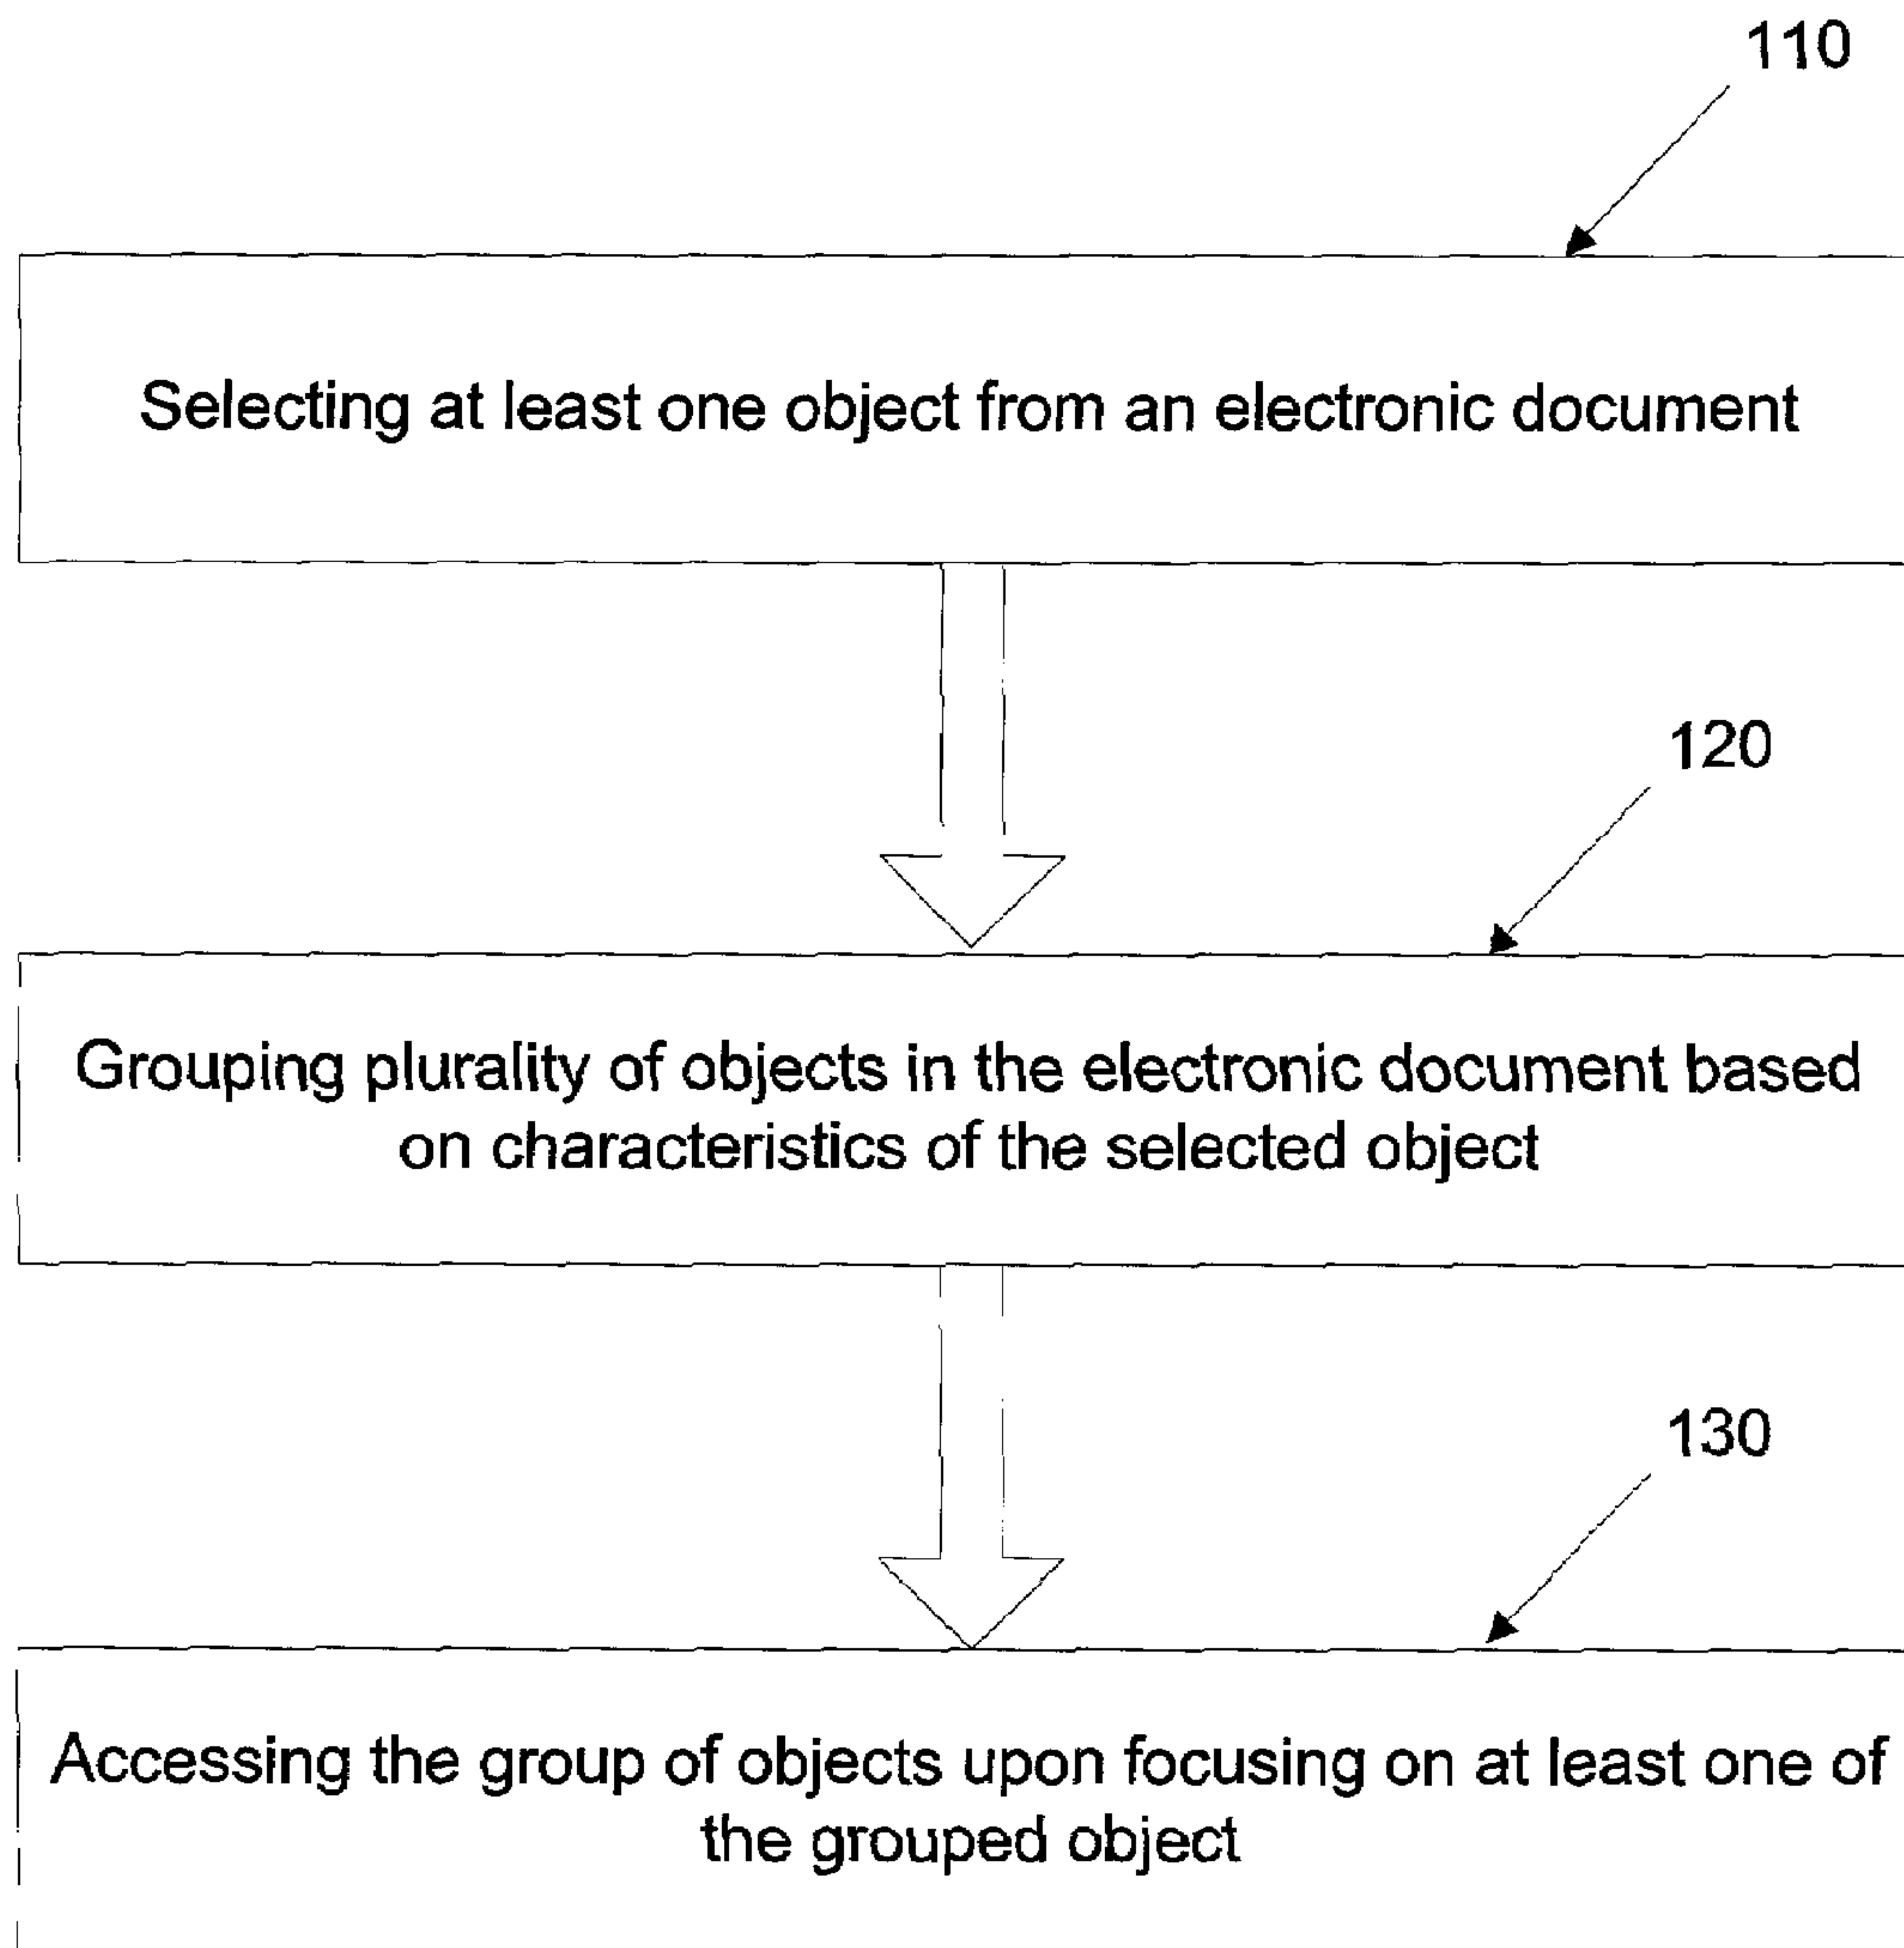 110
Selecting at least one object from an electronic document
120
Grouping plurality of objects in the electronic document based
on characteristics of the selected object
130
Accessing the group of objects upon focusing on at least one of
the grouped object